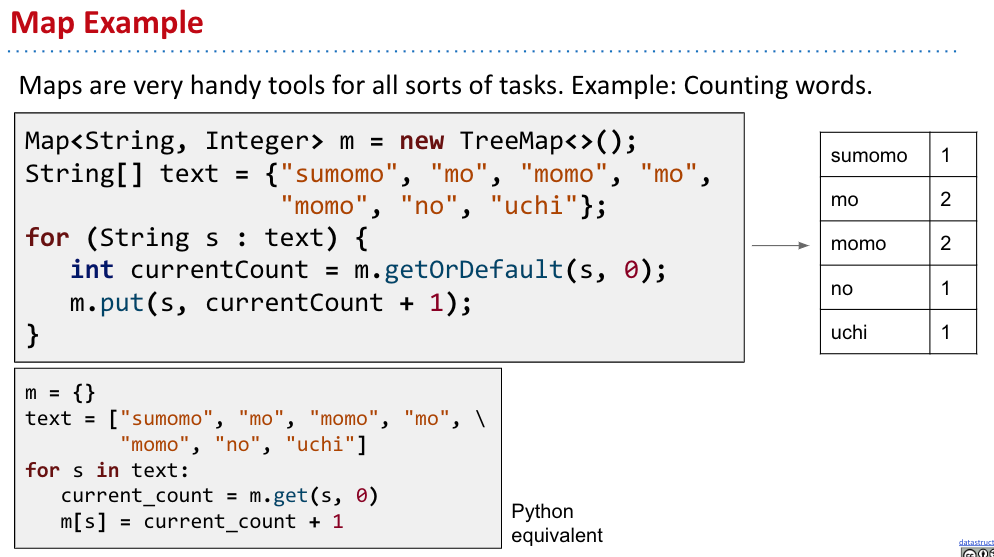 Map Example
Maps are very handy tools for all sorts of tasks. Example: Counting words.
Map<String, Integer> m = new TreeMap<>();
String[] text = {"sumomo", "mo", "momo", "mo",
                 "momo", "no", "uchi"};
for (String s : text) {
   int currentCount = m.getOrDefault(s, 0);
   m.put(s, currentCount + 1);
}
sumomo 1
mo 2
momo 2
no 1
uchi 1
m = {}
text = ["sumomo", "mo", "momo", "mo", \
        "momo", "no", "uchi"]
for s in text:
   current_count = m.get(s, 0)
   m[s] = current_count + 1
Python
equivalent
datastruct